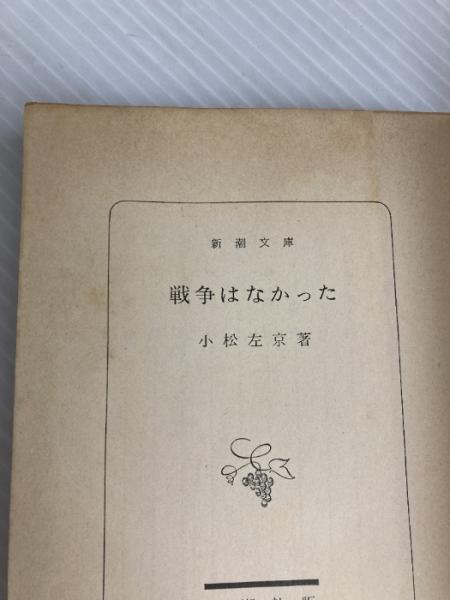 新潮文庫
戦争はなかった
小松左京著